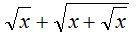 √x + √(x + √x)